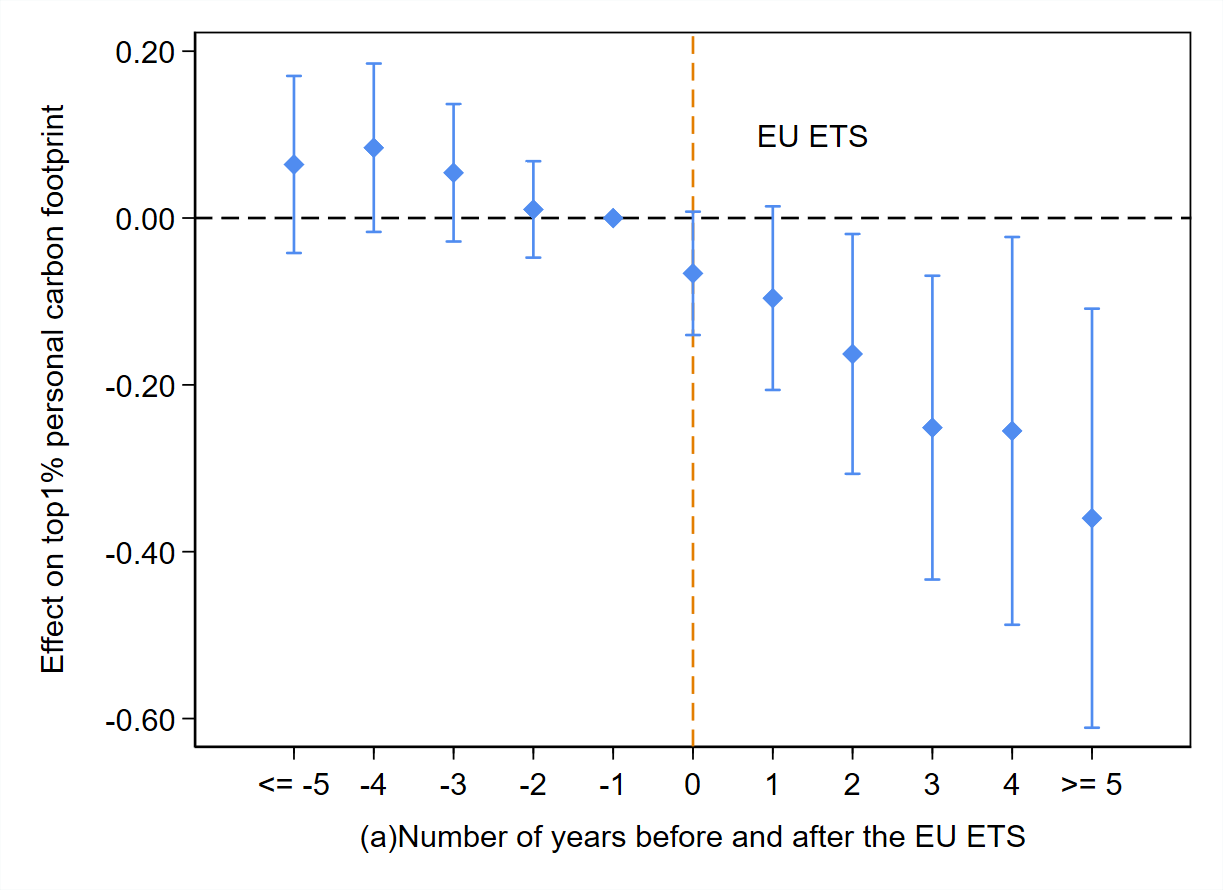 Effect on top1% personal carbon footprint
0.20
0.00
-0.20
-0.40
-0.60
EU ETS
<= -5 -4 -3 -2 -1 0 1 2 3 4 >= 5
(a)Number of years before and after the EU ETS